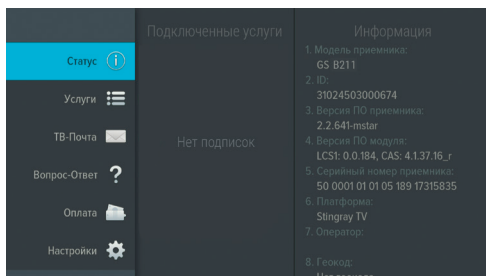 Статус
Услуги
ТВ-Почта
Вопрос-Ответ
Оплата
Настройки
Подключенные услуги
Нет подписок
Информация
1. Модель приемника:
GS B211
2. ID:
31024503000674
3. Версия ПО приемника:
2.2.641-mstar
4. Версия ПО модуля:
LCS1: 0.0.184, CAS: 4.1.37.16_r
5. Серийный номер приемника:
50 0001 01 01 05 189 17315835
6. Платформа:
Stingray TV
7. Оператор:
8. Геокод: